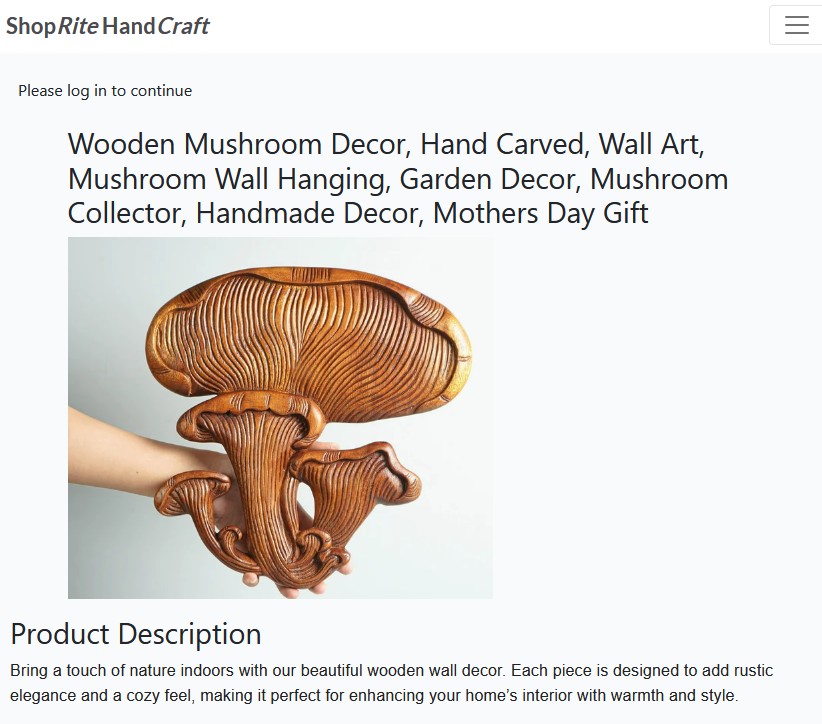 ShopRite HandCraft
Please log in to continue
Wooden Mushroom Decor, Hand Carved, Wall Art,
Mushroom Wall Hanging, Garden Decor, Mushroom
Collector, Handmade Decor, Mothers Day Gift
Product Description
Bring a touch of nature indoors with our beautiful wooden wall decor. Each piece is designed to add rustic
elegance and a cozy feel, making it perfect for enhancing your home’s interior with warmth and style.